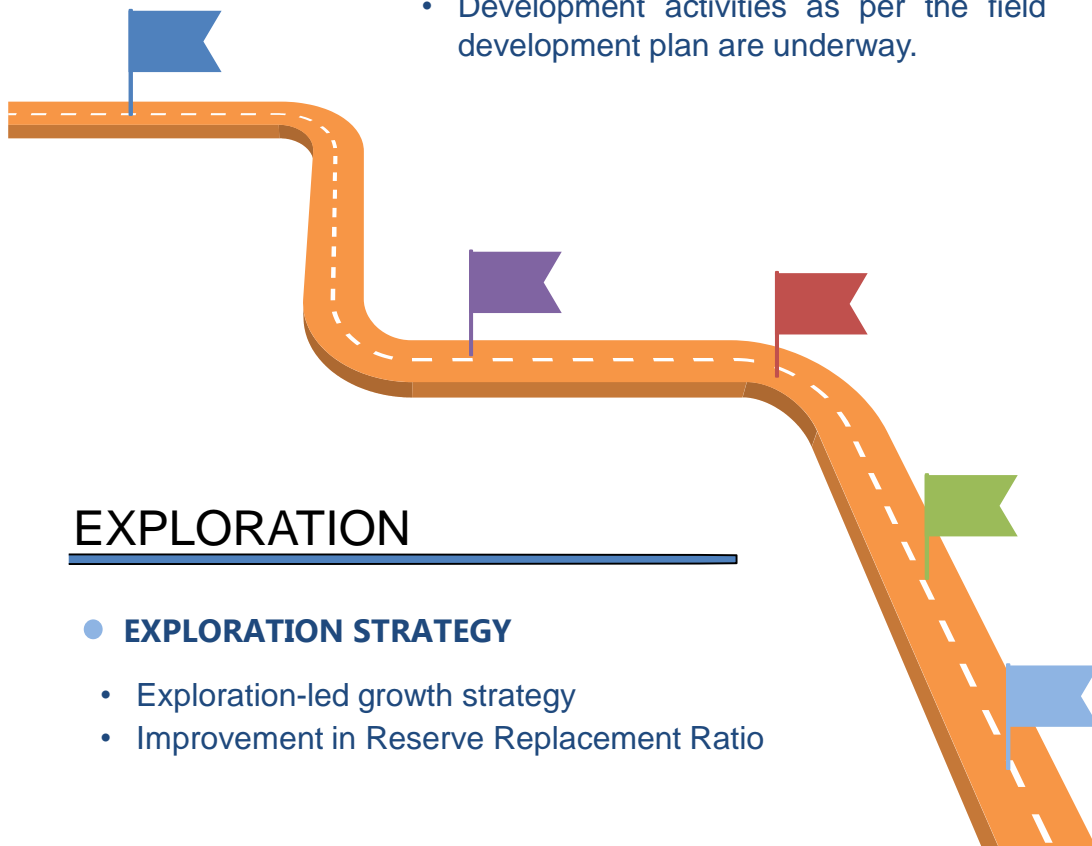 • Development activities as per the field
development plan are underway.
EXPLORATION
EXPLORATION STRATEGY
• Exploration-led growth strategy
• Improvement in Reserve Replacement Ratio